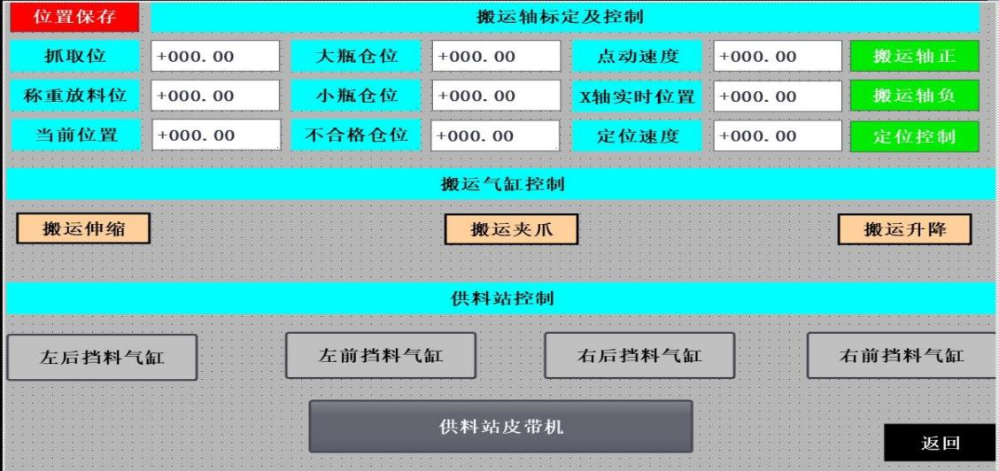 位置保存 搬运轴标定及控制
抓取位 +000.00 大瓶仓位 +000.00 点动速度 +000.00 搬运轴正
称重放料位 +000.00 小瓶仓位 +000.00 X轴实时位置 +000.00 搬运轴负
当前位置 +000.00 不合格仓位 +000.00 定位速度 +000.00 定位控制
搬运气缸控制
搬运伸缩 搬运夹爪 搬运升降
供料站控制
左后挡料气缸 左前挡料气缸 右后挡料气缸 右前挡料气缸
供料站皮带机
返回